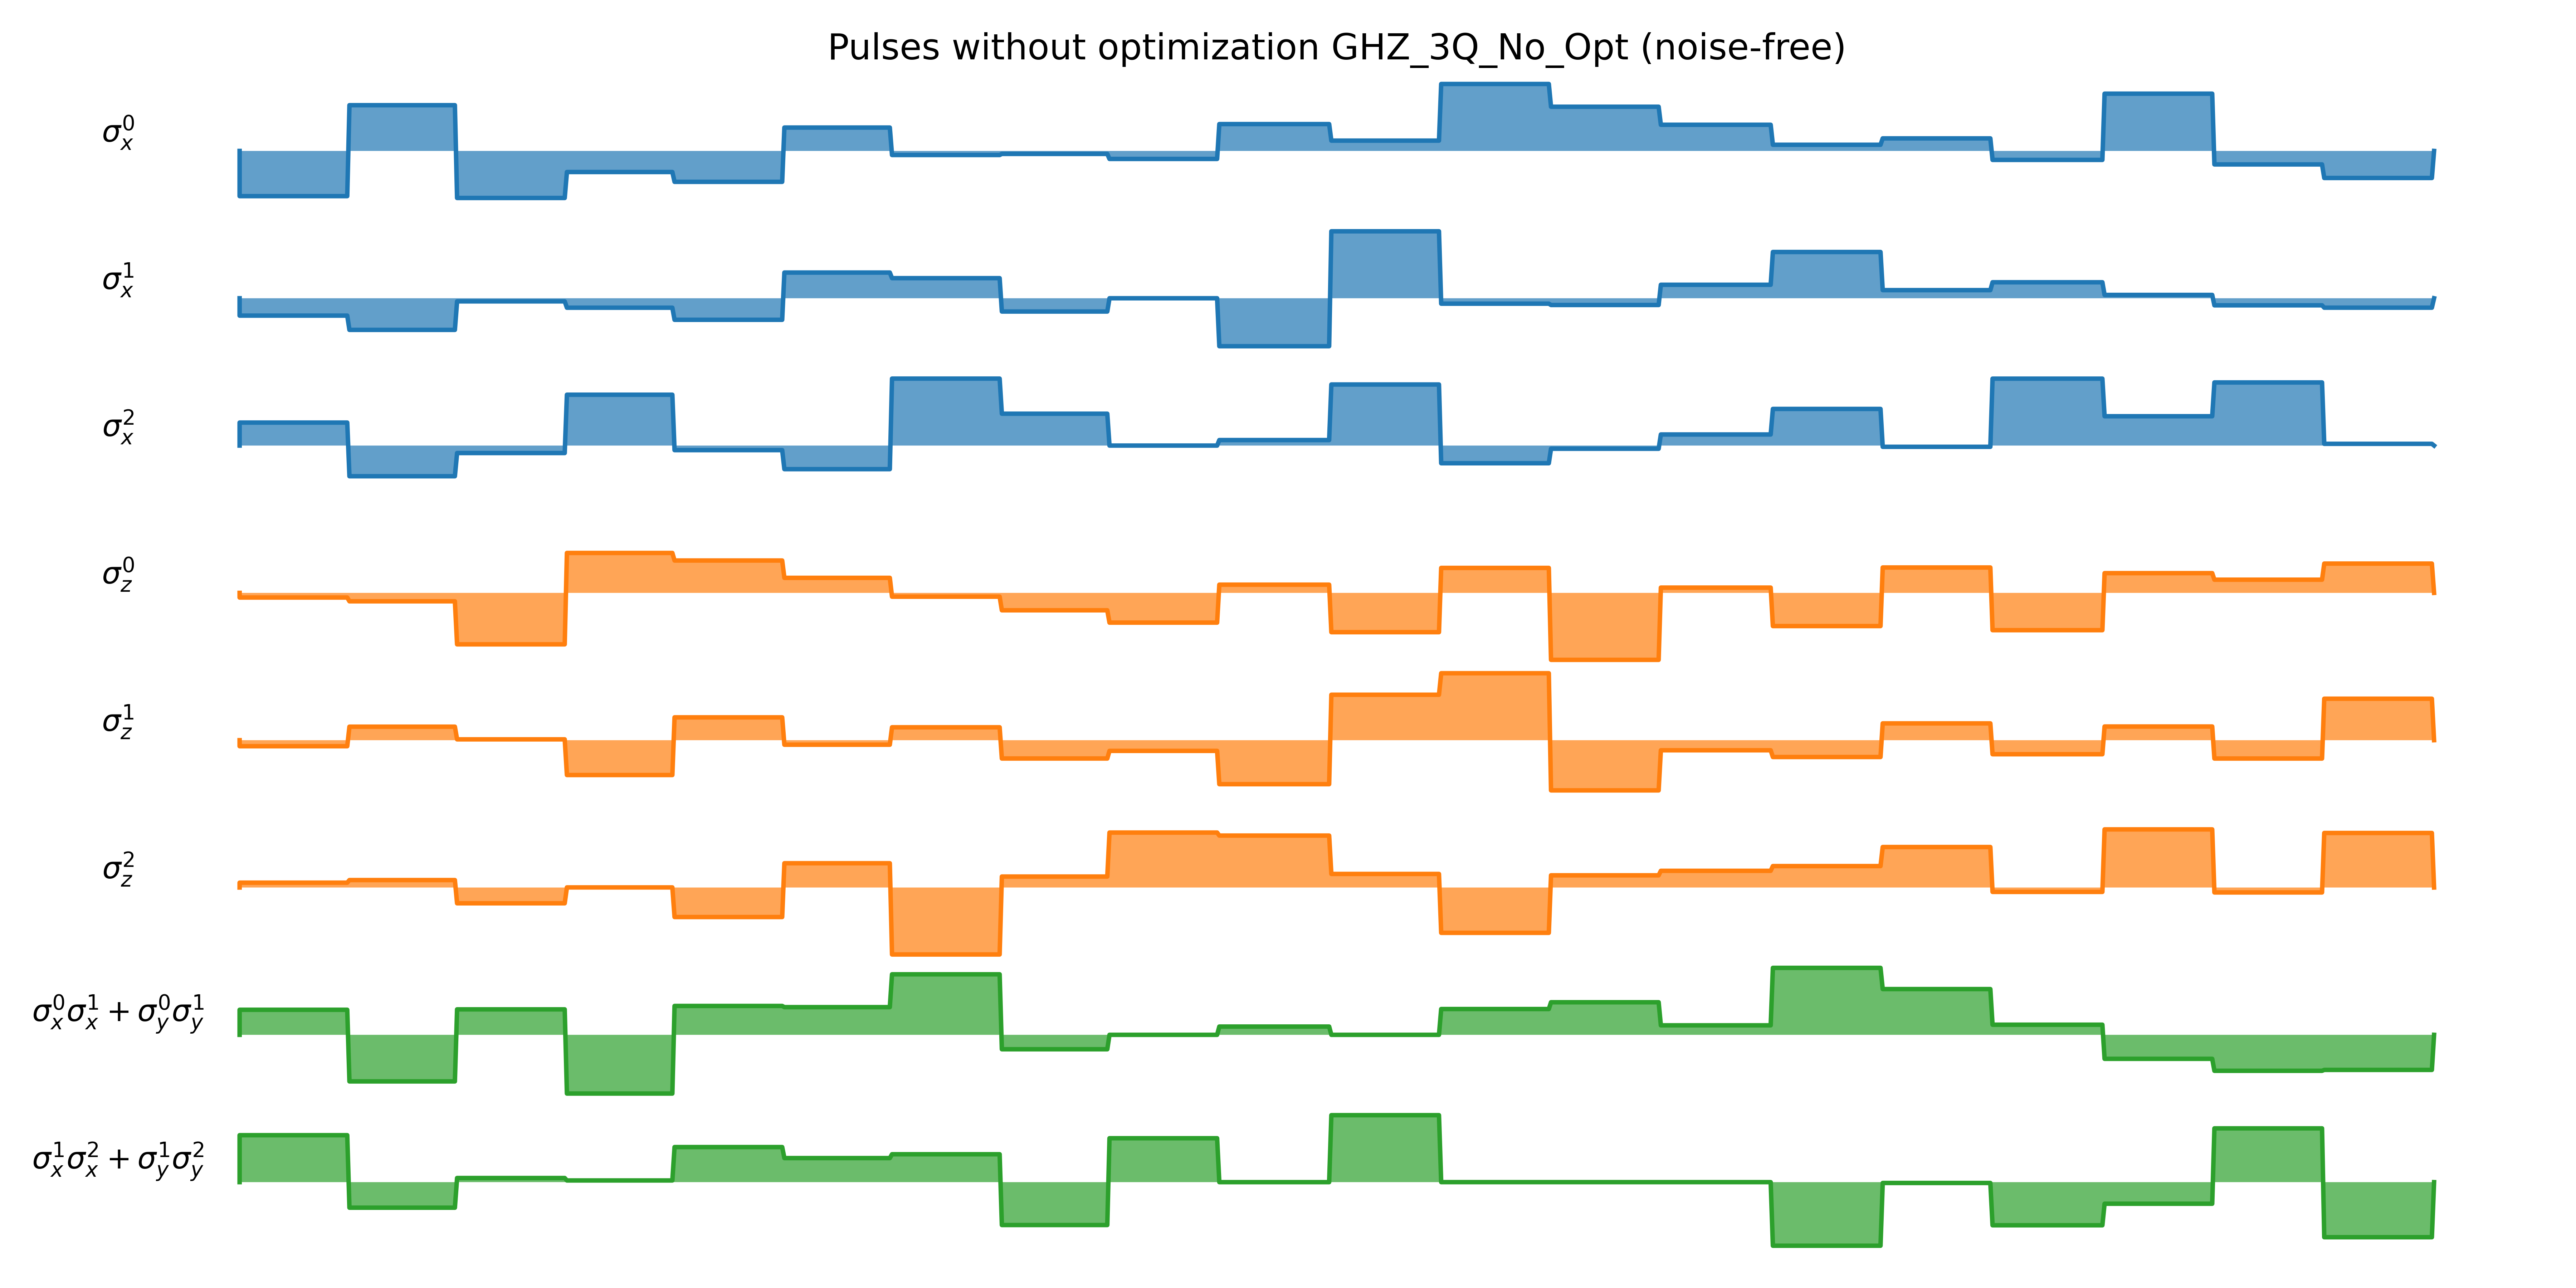 Pulses without optimization GHZ_3Q_No_Opt (noise-free)
σ_x^0
σ_x^1
σ_x^2
σ_z^0
σ_z^1
σ_z^2
σ_x^0σ_x^1 + σ_y^0σ_y^1
σ_x^1σ_x^2 + σ_y^1σ_y^2